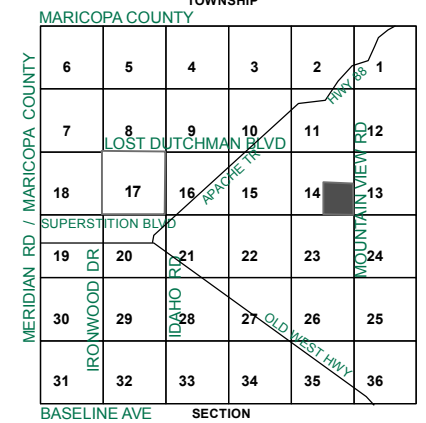 TOWNSHIP
MARICOPA COUNTY
MERIDIAN RD / MARICOPA COUNTY
6 5 4 3 2 1
HWY 88
7 8 9 10 11 12
LOST DUTCHMAN BLVD
APACHE TR
MOUNTAIN VIEW RD
18 17 16 15 14 13
SUPERSTITION BLVD
19 20 21 22 23 24
IRONWOOD DR
IDAHO RD
30 29 28 27 26 25
OLD WEST HWY
31 32 33 34 35 36
BASELINE AVE SECTION